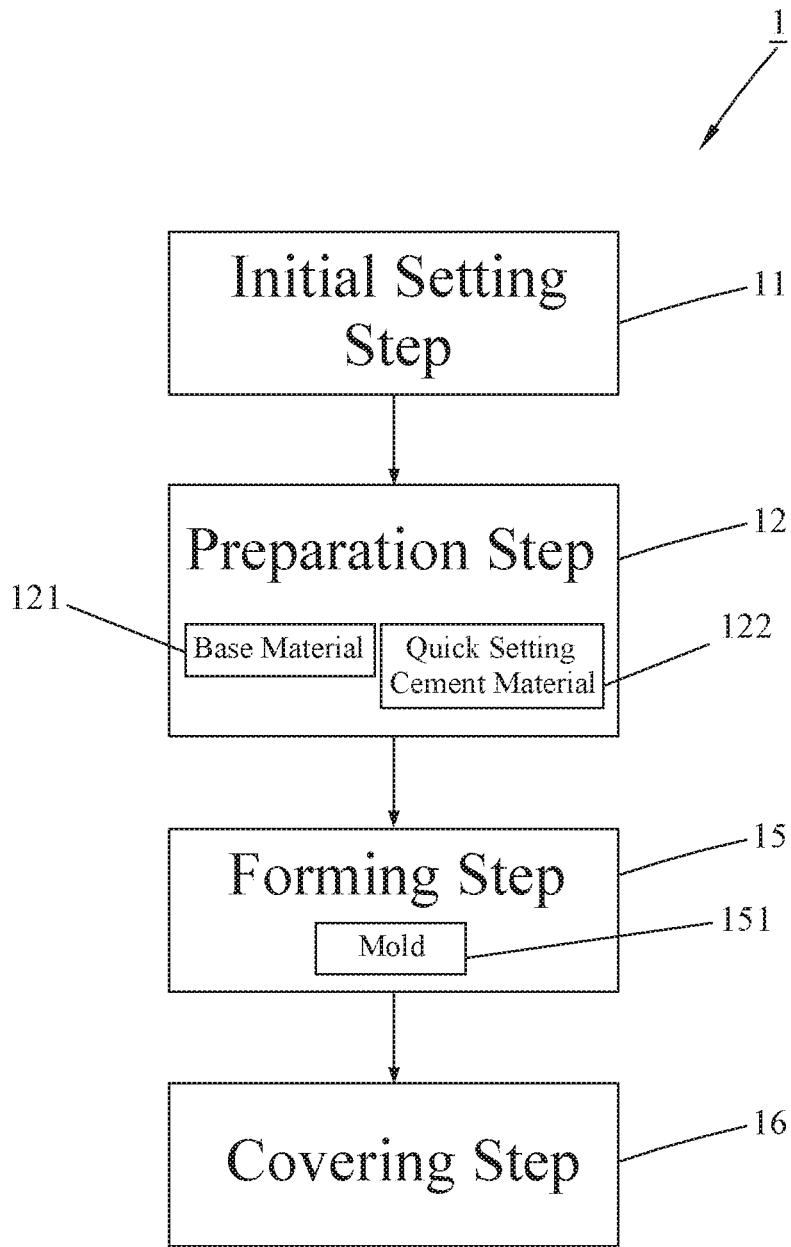 1
Initial Setting
Step
11
Preparation Step
12
121
Base Material
Quick Setting
Cement Material
122
Forming Step
15
Mold
151
Covering Step
16